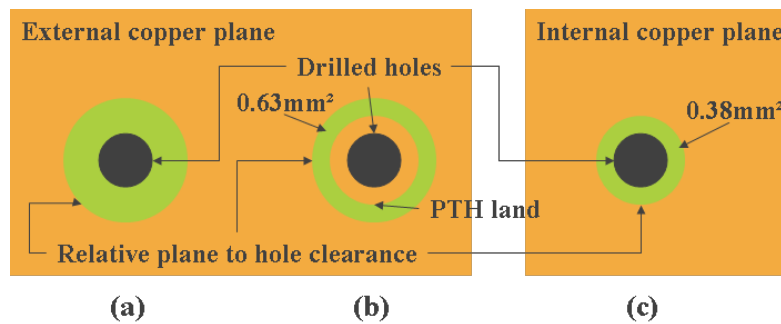 External copper plane
Internal copper plane
Drilled holes
0.63mm²
0.38mm²
PTH land
Relative plane to hole clearance
(a)
(b)
(c)